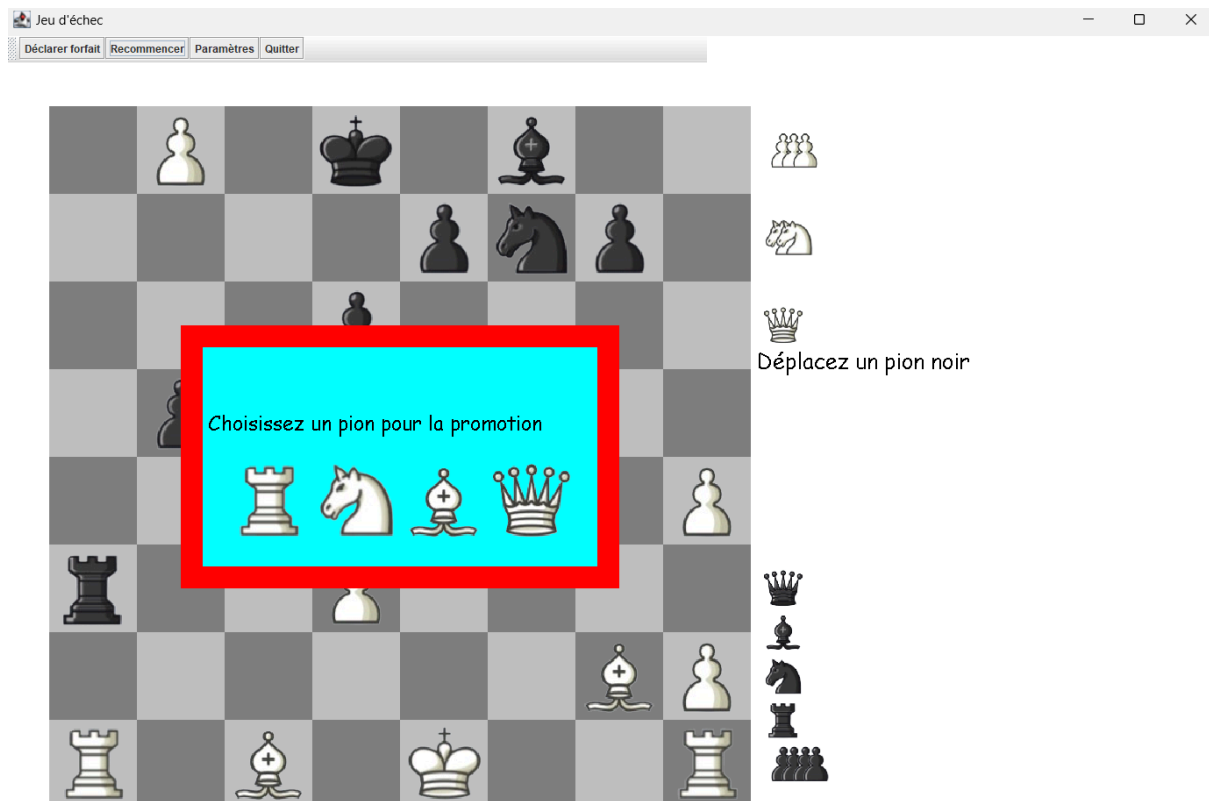 Jeu d'échec
Déclarer forfait Recommencer Paramètres Quitter
Déplacez un pion noir
Choisissez un pion pour la promotion